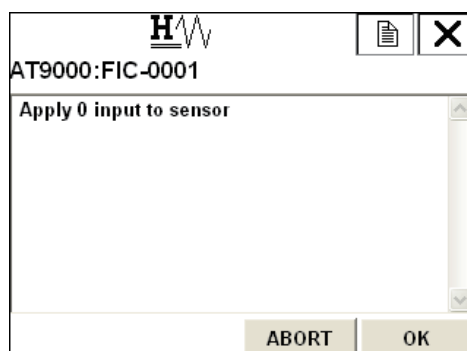 H
AT9000:FIC-0001
Apply 0 input to sensor
ABORT OK